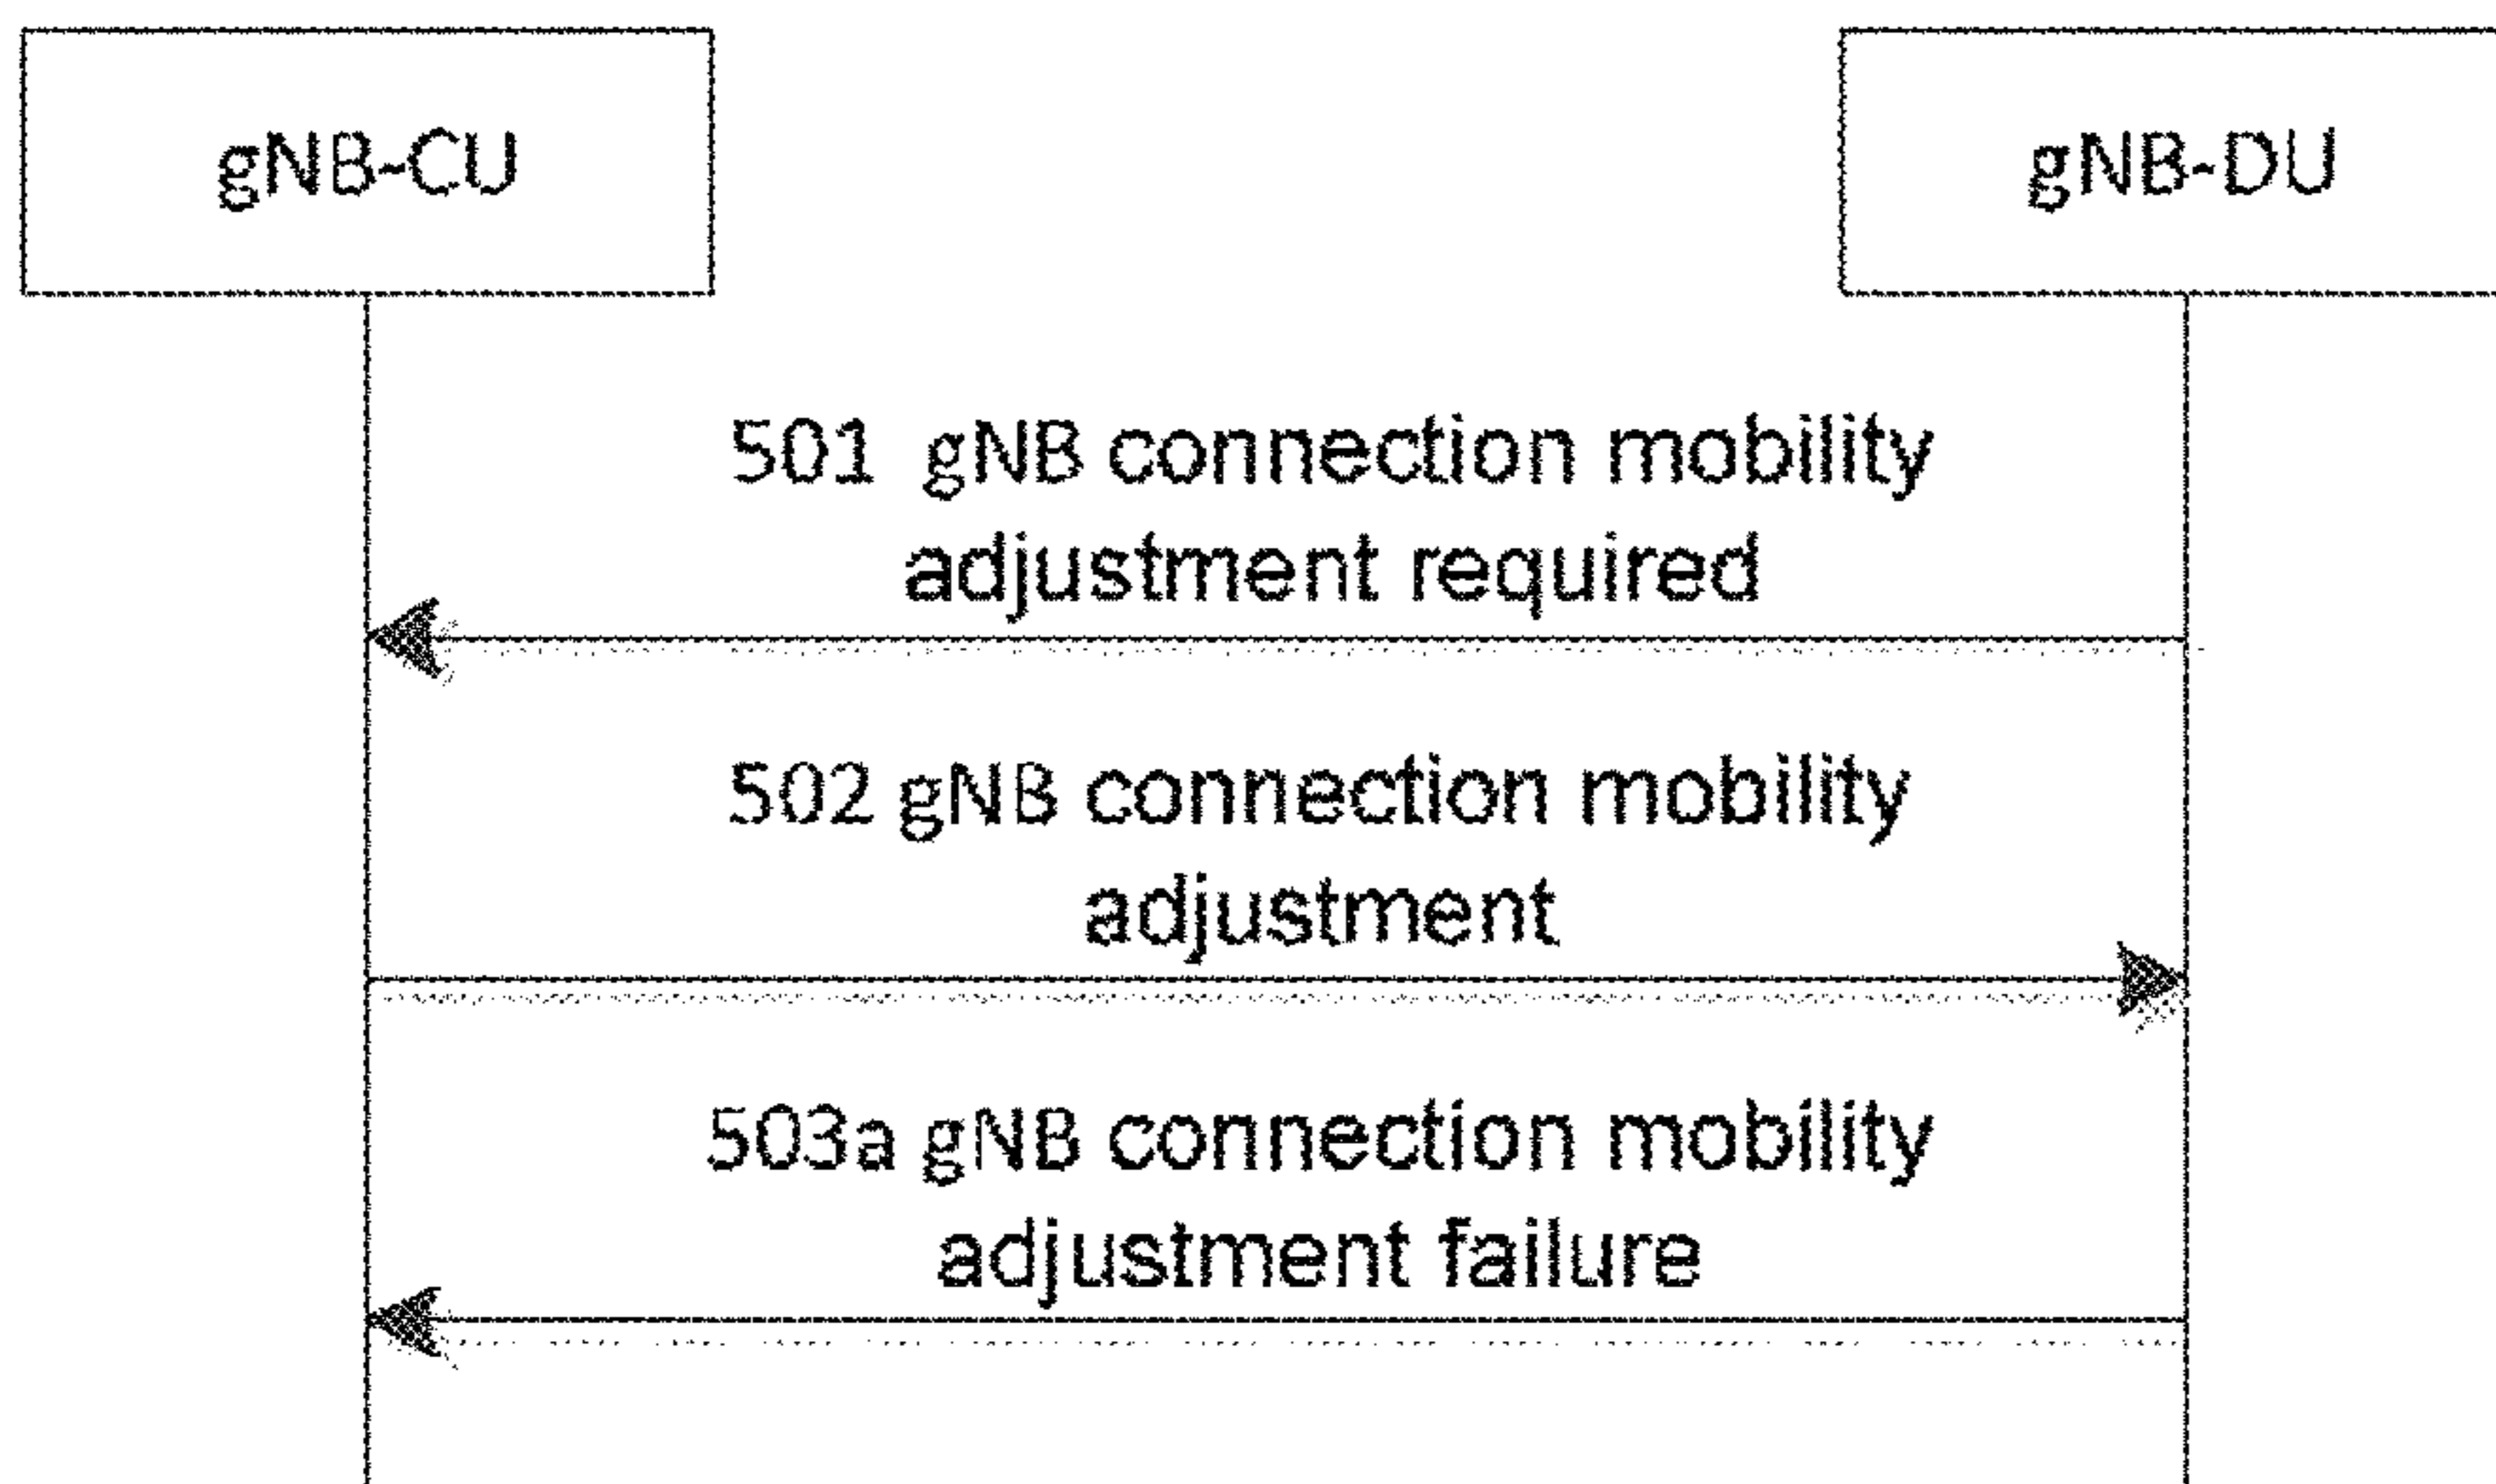 gNB-CU
gNB-DU
501 gNB connection mobility
adjustment required
502 gNB connection mobility
adjustment
503a gNB connection mobility
adjustment failure